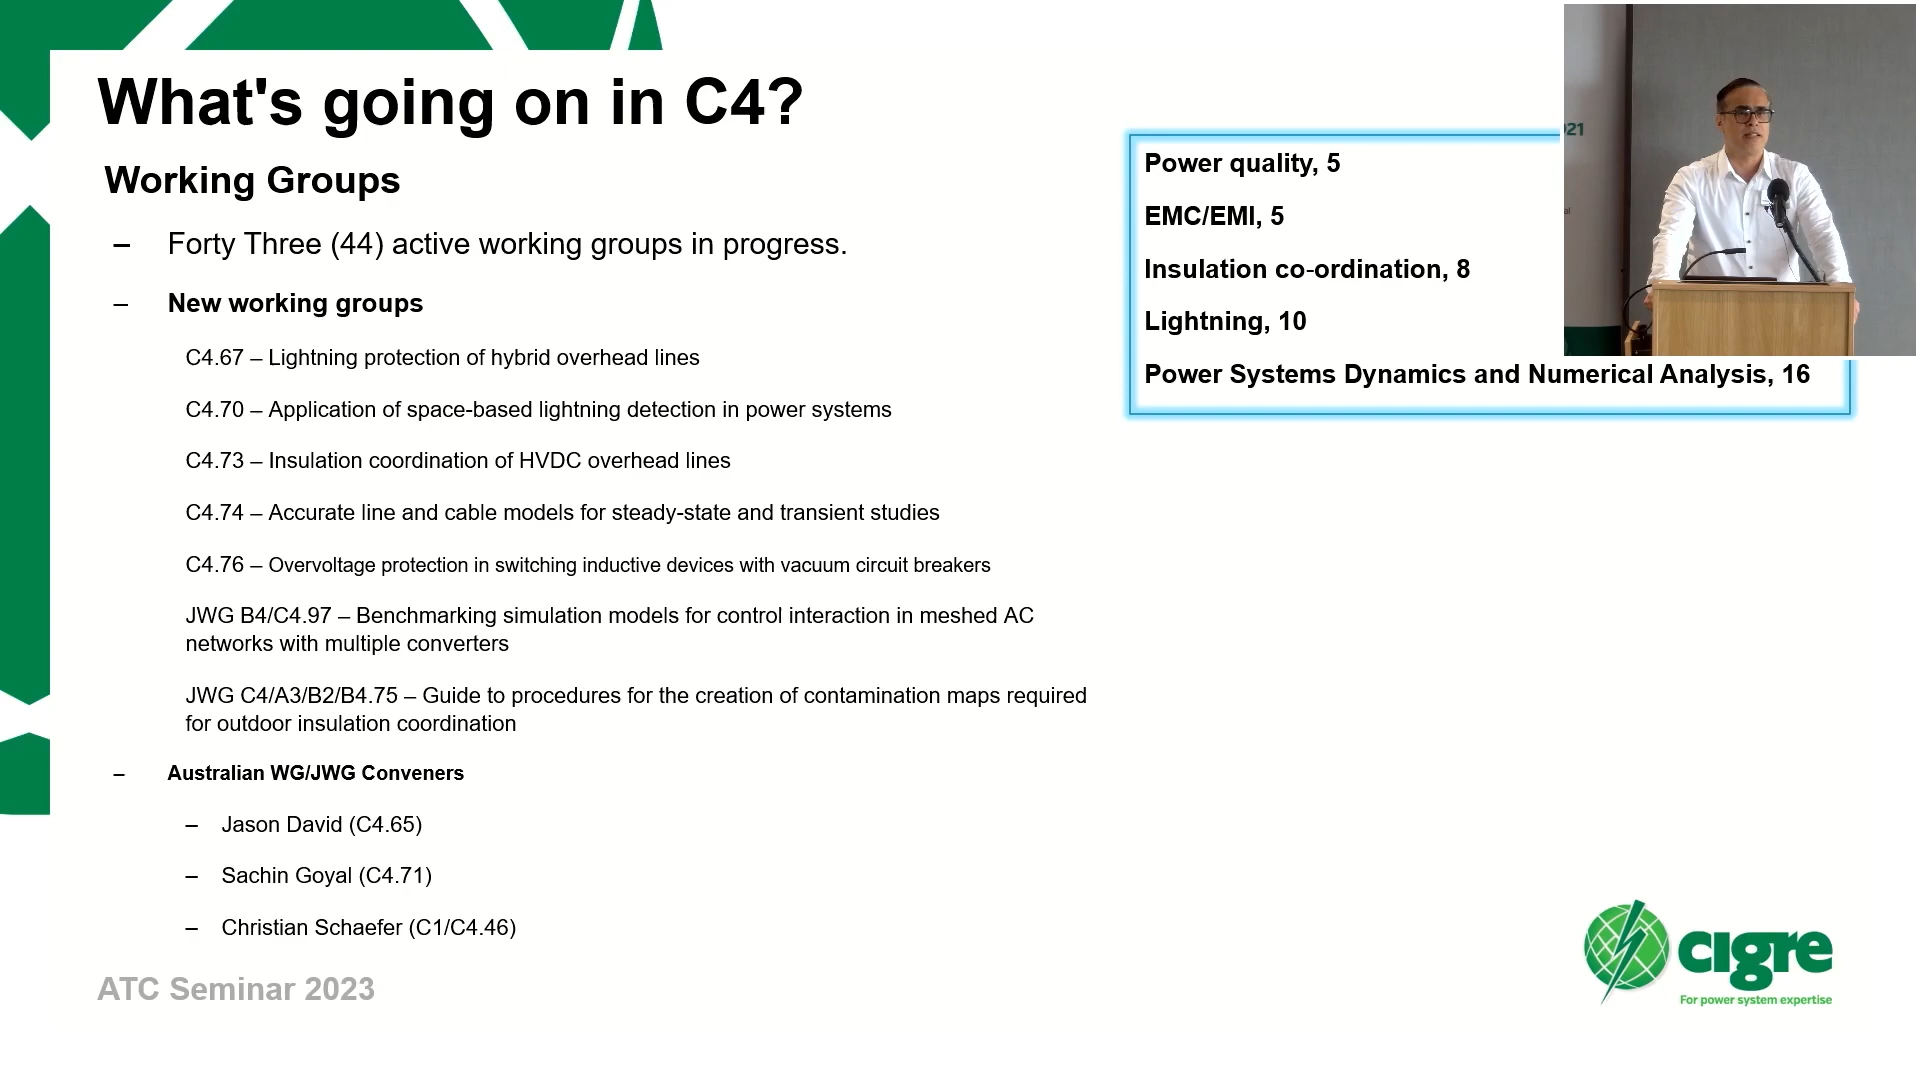 What's going on in C4?
Working Groups
– Forty Three (44) active working groups in progress.
– New working groups
C4.67 – Lightning protection of hybrid overhead lines
C4.70 – Application of space-based lightning detection in power systems
C4.73 – Insulation coordination of HVDC overhead lines
C4.74 – Accurate line and cable models for steady-state and transient studies
C4.76 – Overvoltage protection in switching inductive devices with vacuum circuit breakers
JWG B4/C4.97 – Benchmarking simulation models for control interaction in meshed AC
networks with multiple converters
JWG C4/A3/B2/B4.75 – Guide to procedures for the creation of contamination maps required
for outdoor insulation coordination
– Australian WG/JWG Conveners
– Jason David (C4.65)
– Sachin Goyal (C4.71)
– Christian Schaefer (C1/C4.46)
Power quality, 5
EMC/EMI, 5
Insulation co-ordination, 8
Lightning, 10
Power Systems Dynamics and Numerical Analysis, 16
ATC Seminar 2023
cigre
For power system expertise